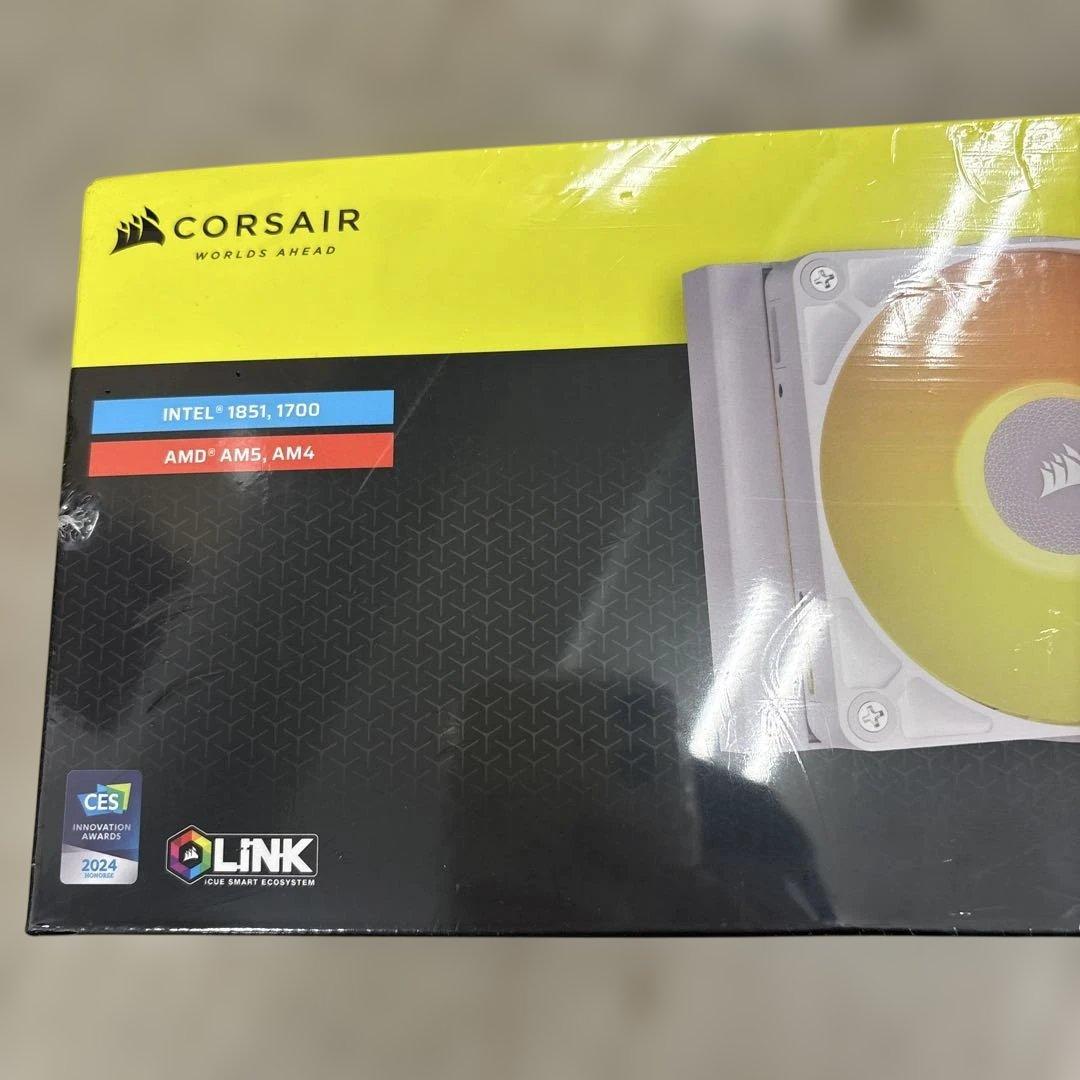 CORSAIR
WORLDS AHEAD
INTEL® 1851, 1700
AMD® AM5, AM4
CES
INNOVATION
AWARDS
2024
HONOREE
LiNK
iCUE SMART ECOSYSTEM